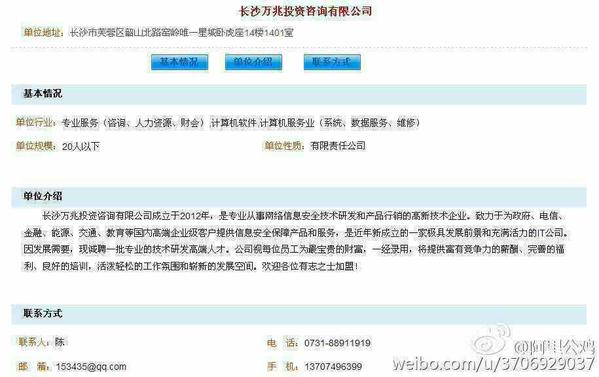 长沙万兆投资咨询有限公司
单位地址：长沙市芙蓉区韶山北路窑岭唯一星城卧虎座14楼1401室
基本情况 单位介绍 联系方式
基本情况
单位行业：专业服务（咨询、人力资源、财会）,计算机软件,计算机服务业（系统、数据服务、维修）
单位规模：20人以下 单位性质：有限责任公司
单位介绍
长沙万兆投资咨询有限公司成立于2012年，是专业从事网络信息安全技术研发和产品行销的高新技术企业。致力于为政府、电信、
金融、能源、交通、教育等国内高端企业级客户提供信息安全保障产品和服务，是近年新成立的一家极具发展前景和充满活力的IT公司。
因发展需要，现诚聘一批专业的技术研发高端人才。公司视每位员工为最宝贵的财富，一经录用，将提供富有竞争力的薪酬、完善的福
利、良好的培训，活泼轻松的工作氛围和崭新的发展空间。欢迎各位有志之士加盟！
联系方式
联系人：陈 电 话：0731-88911919
邮 箱：153435@qq.com 手 机：13707496399
@阿里公鸡
weibo.com/u/3706929037